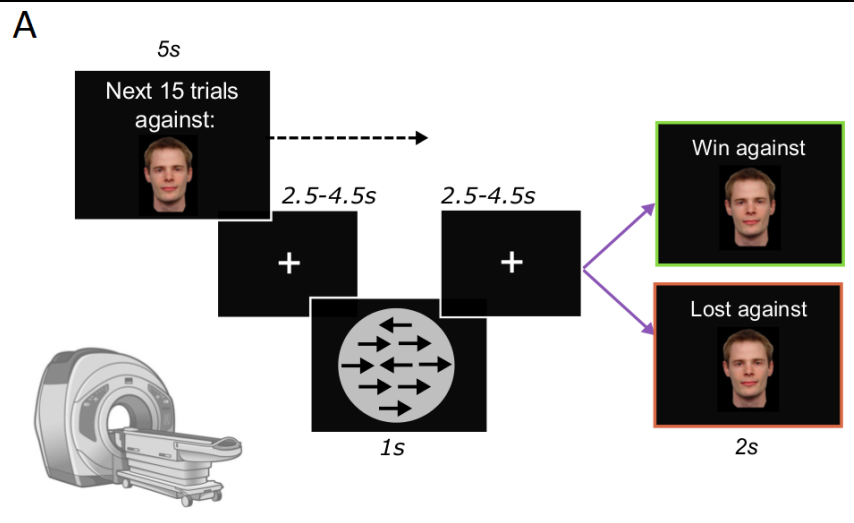 A
5s
Next 15 trials
against:
2.5-4.5s
2.5-4.5s
+
+
1s
Win against
Lost against
2s